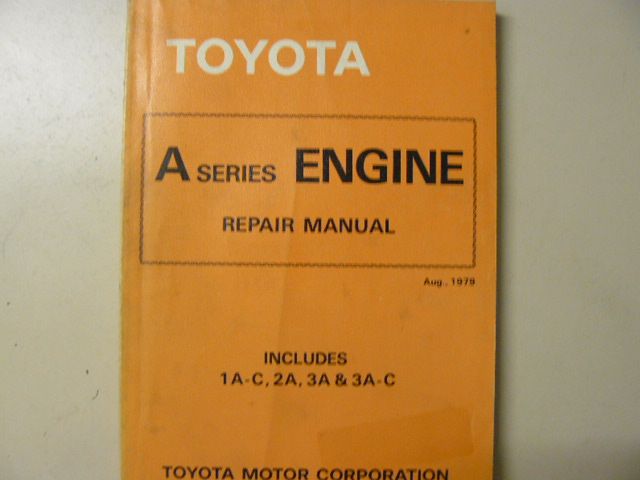 TOYOTA
A SERIES ENGINE
REPAIR MANUAL
Aug., 1979
INCLUDES
1A-C, 2A, 3A & 3A-C
TOYOTA MOTOR CORPORATION